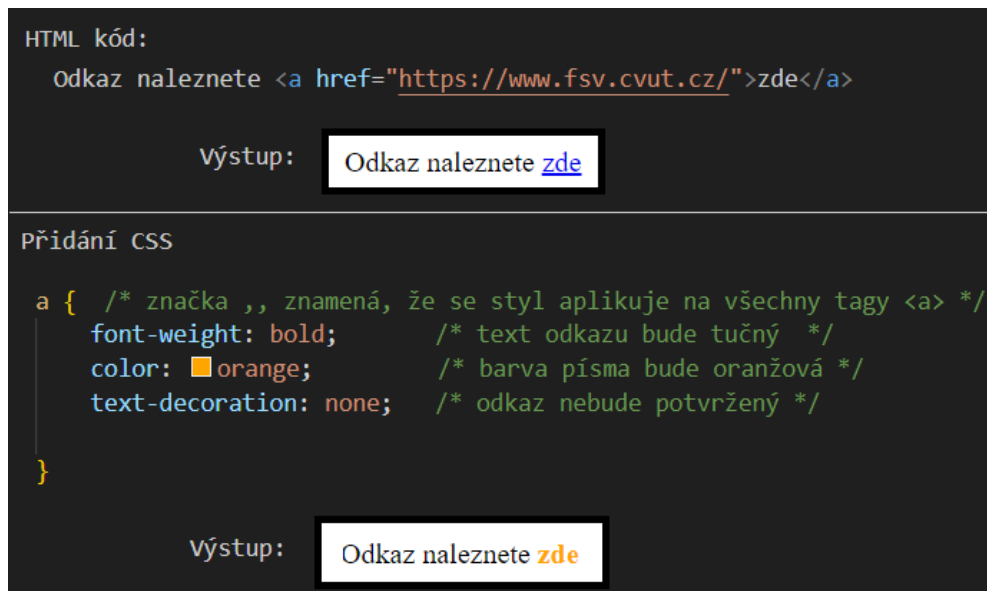 HTML kód:
Odkaz naleznete <a href="https://www.fsv.cvut.cz/">zde</a>
Výstup: Odkaz naleznete zde
Přidání CSS
a { /* značka ,, znamená, že se styl aplikuje na všechny tagy <a> */
font-weight: bold; /* text odkazu bude tučný */
color: orange; /* barva písma bude oranžová */
text-decoration: none; /* odkaz nebude potvržený */
}
Výstup: Odkaz naleznete zde